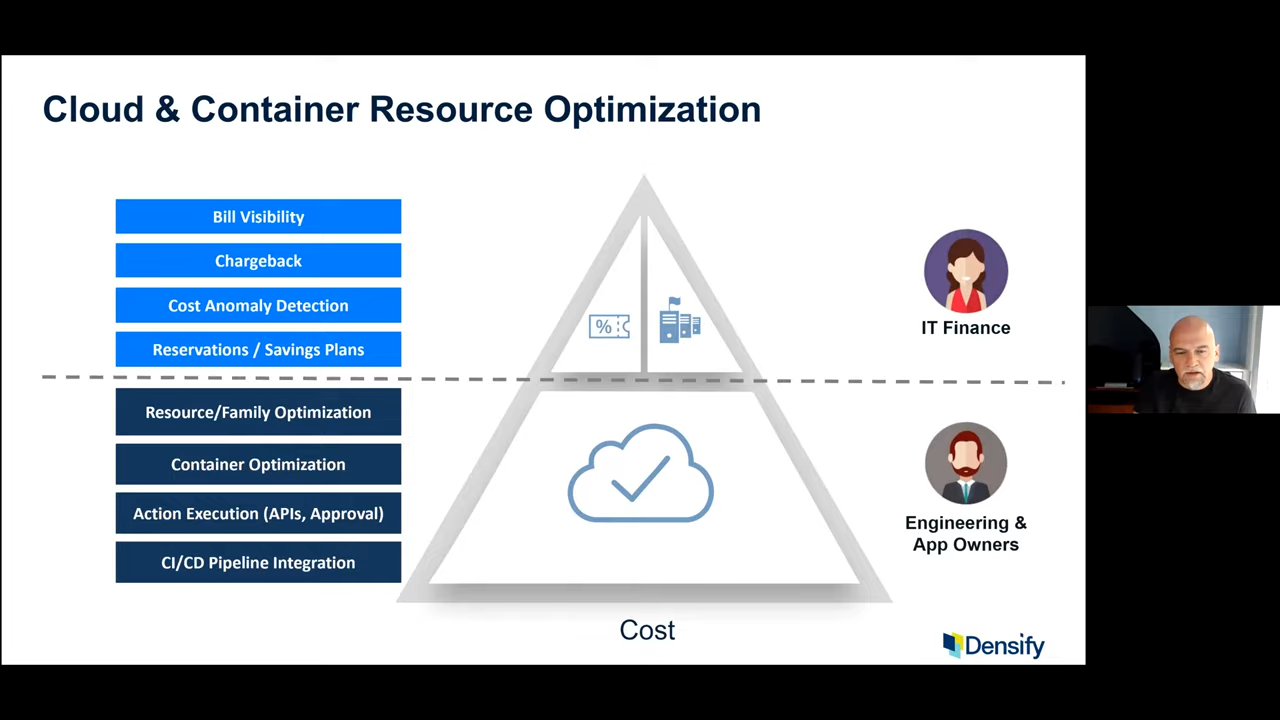 Cloud & Container Resource Optimization
Bill Visibility
Chargeback
Cost Anomaly Detection
Reservations / Savings Plans
Resource/Family Optimization
Container Optimization
Action Execution (APIs, Approval)
CI/CD Pipeline Integration
%
IT Finance
Engineering &
App Owners
Cost
Densify